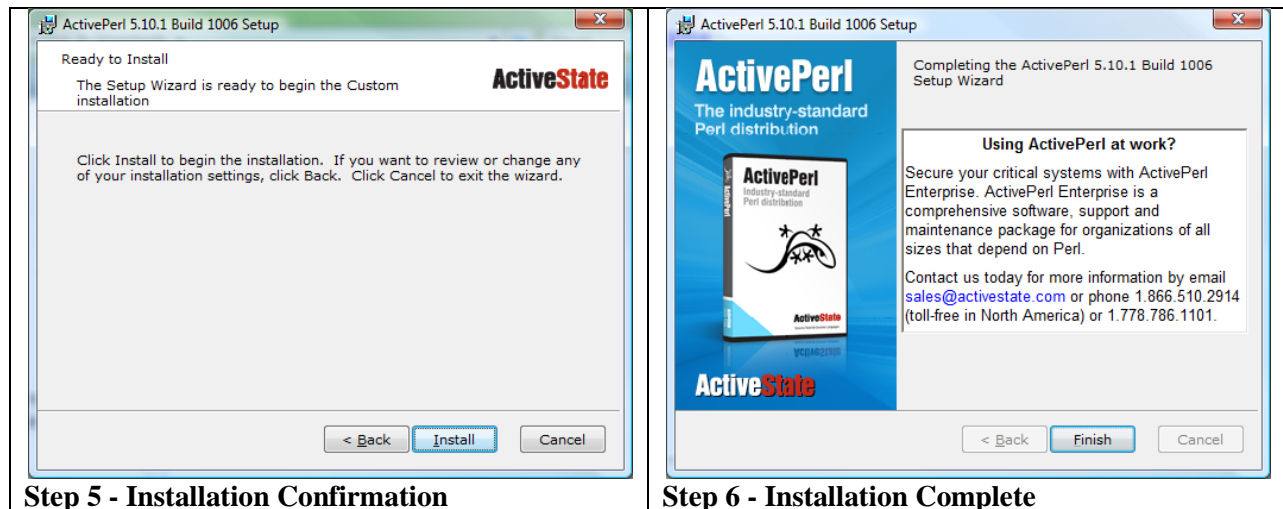 ActivePerl 5.10.1 Build 1006 Setup
Ready to Install
The Setup Wizard is ready to begin the Custom
installation
ActiveState
Click Install to begin the installation.  If you want to review or change any
of your installation settings, click Back.  Click Cancel to exit the wizard.
< Back
Install
Cancel
Step 5 - Installation Confirmation
ActivePerl 5.10.1 Build 1006 Setup
ActivePerl
The industry-standard
Perl distribution
ActivePerl
ActivePerl
Industry-standard
Perl distribution
ActiveState
ActiveState
Completing the ActivePerl 5.10.1 Build 1006
Setup Wizard
Using ActivePerl at work?
Secure your critical systems with ActivePerl
Enterprise. ActivePerl Enterprise is a
comprehensive software, support and
maintenance package for organizations of all
sizes that depend on Perl.
Contact us today for more information by email
sales@activestate.com or phone 1.866.510.2914
(toll-free in North America) or 1.778.786.1101.
< Back
Finish
Cancel
Step 6 - Installation Complete